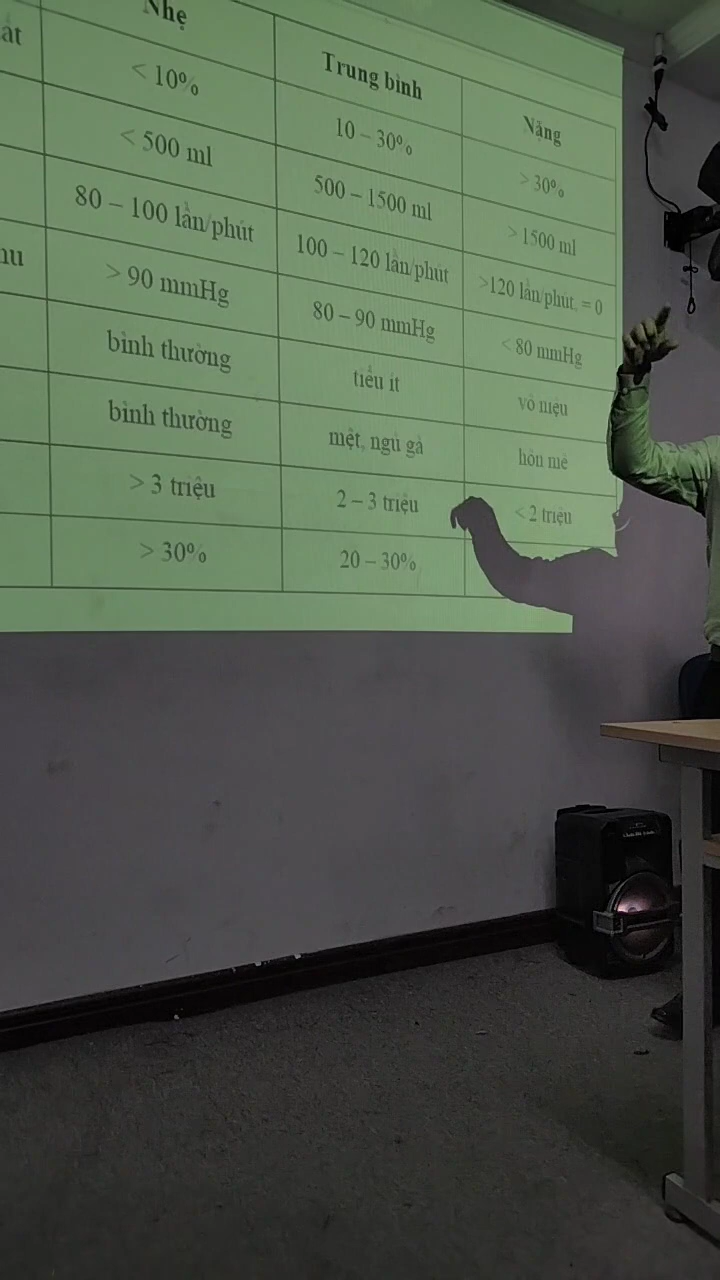 Nhẹ Trung bình Nặng
ất < 10% 10 – 30% > 30%
< 500 ml 500 – 1500 ml > 1500 ml
80 – 100 lần/phút 100 – 120 lần/phút >120 lần/phút, = 0
hu > 90 mmHg 80 – 90 mmHg < 80 mmHg
bình thường tiểu ít vô niệu
bình thường mệt, ngủ gà hôn mê
> 3 triệu 2 – 3 triệu < 2 triệu
> 30% 20 – 30%